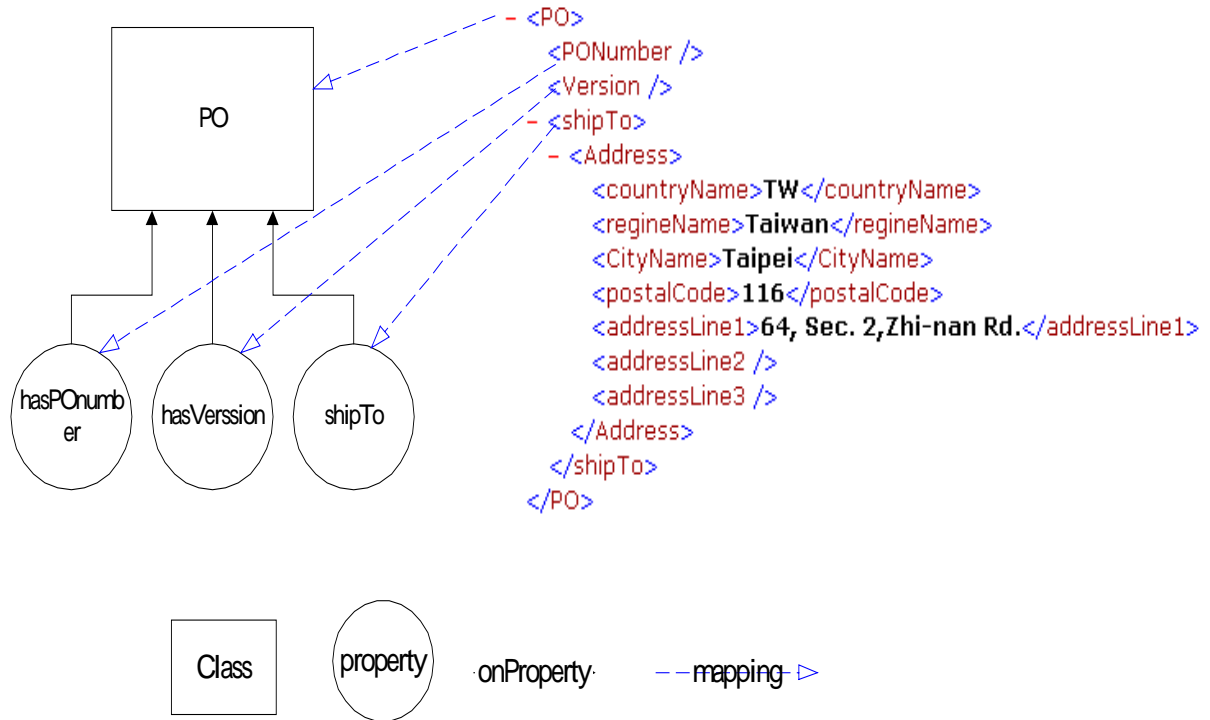 PO
hasPOnumb
er
hasVerssion
shipTo
- <PO>
<PONumber />
<Version />
- <shipTo>
- <Address>
<countryName>TW</countryName>
<regineName>Taiwan</regineName>
<CityName>Taipei</CityName>
<postalCode>116</postalCode>
<addressLine1>64, Sec. 2,Zhi-nan Rd.</addressLine1>
<addressLine2 />
<addressLine3 />
</Address>
</shipTo>
</PO>
Class
property
onProperty
mapping